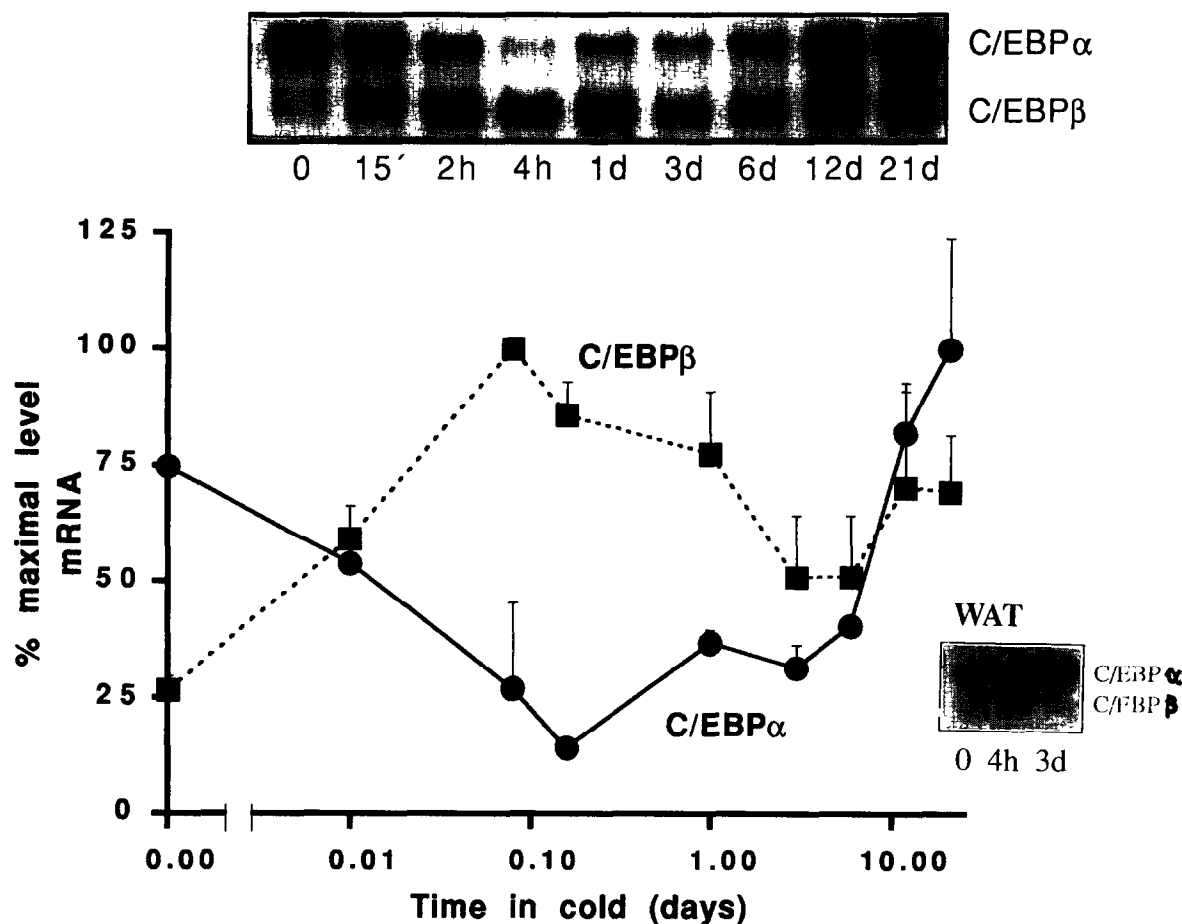 C/EBPα
C/EBPβ
0 15´ 2h 4h 1d 3d 6d 12d 21d
125
100
75
50
25
0
% maximal level
mRNA
C/EBPβ
C/EBPα
WAT
C/EBP α
C/EBP β
0 4h 3d
0.00 0.01 0.10 1.00 10.00
Time in cold (days)